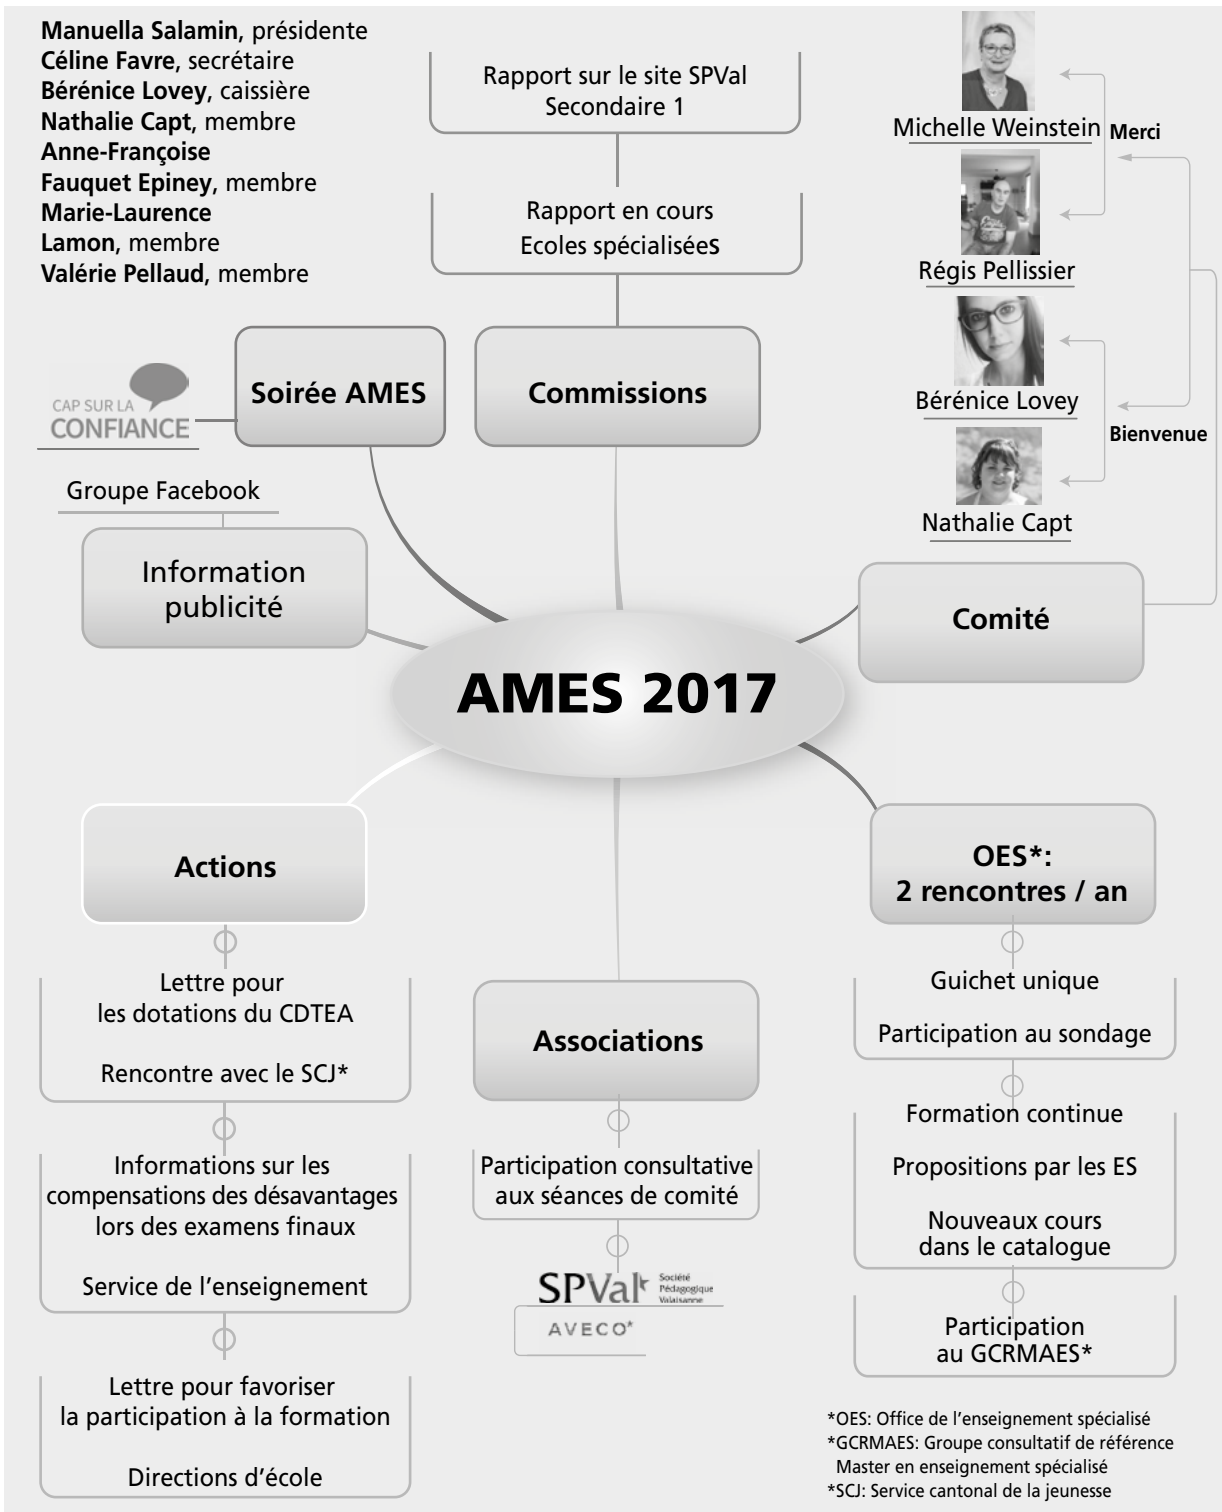 Manuella Salamin, présidente
Céline Favre, secrétaire
Bérénice Lovey, caissière
Nathalie Capt, membre
Anne-Françoise
Fauquet Epiney, membre
Marie-Laurence
Lamon, membre
Valérie Pellaud, membre
Rapport sur le site SPVal
Secondaire 1
Rapport en cours
Ecoles spécialisées
Michelle Weinstein
Merci
Régis Pellissier
Bérénice Lovey
Bienvenue
Nathalie Capt
CAP SUR LA
CONFIANCE
Soirée AMES
Commissions
Groupe Facebook
Information
publicité
Comité
AMES 2017
Actions
Lettre pour
les dotations du CDTEA
Rencontre avec le SCJ*
Informations sur les
compensations des désavantages
lors des examens finaux
Service de l'enseignement
Lettre pour favoriser
la participation à la formation
Directions d'école
Associations
Participation consultative
aux séances de comité
SPVal
Société
Pédagogique
Valaisanne
AVECO*
OES*:
2 rencontres / an
Guichet unique
Participation au sondage
Formation continue
Propositions par les ES
Nouveaux cours
dans le catalogue
Participation
au GCRMAES*
*OES: Office de l'enseignement spécialisé
*GCRMAES: Groupe consultatif de référence
Master en enseignement spécialisé
*SCJ: Service cantonal de la jeunesse